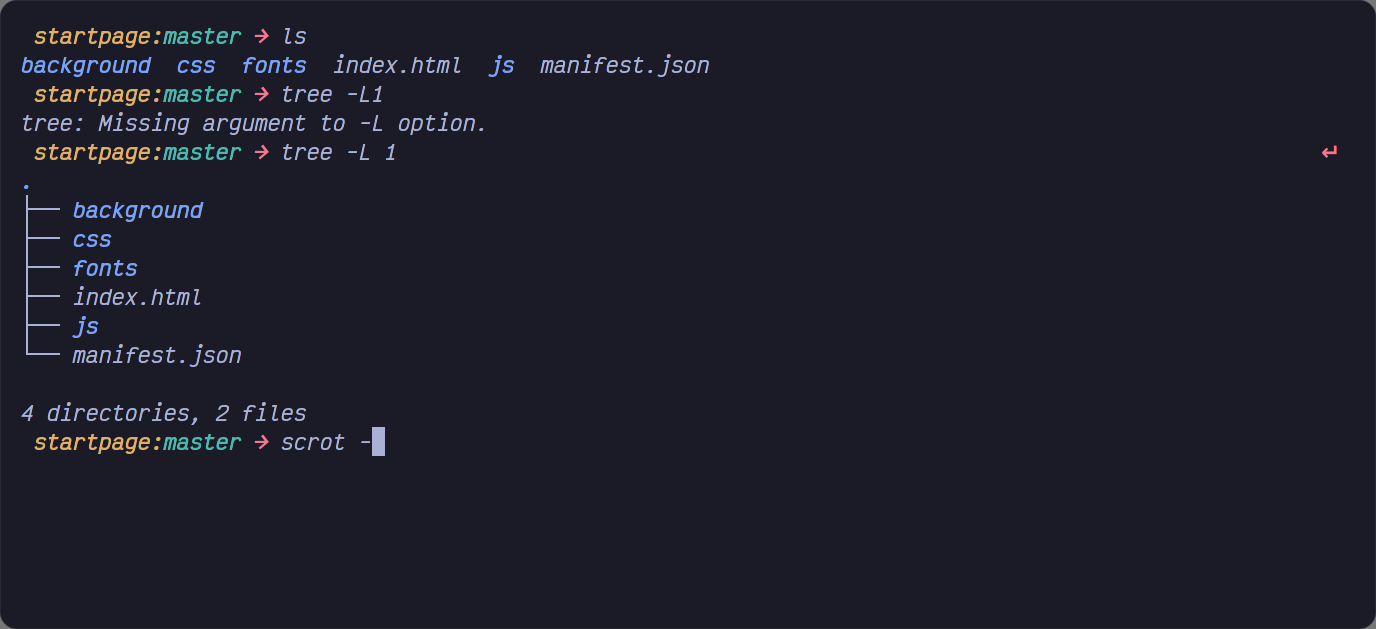 startpage:master → ls
background  css  fonts  index.html  js  manifest.json
startpage:master → tree -L1
tree: Missing argument to -L option.
startpage:master → tree -L 1 ↵
.
├── background
├── css
├── fonts
├── index.html
├── js
└── manifest.json
4 directories, 2 files
startpage:master → scrot -